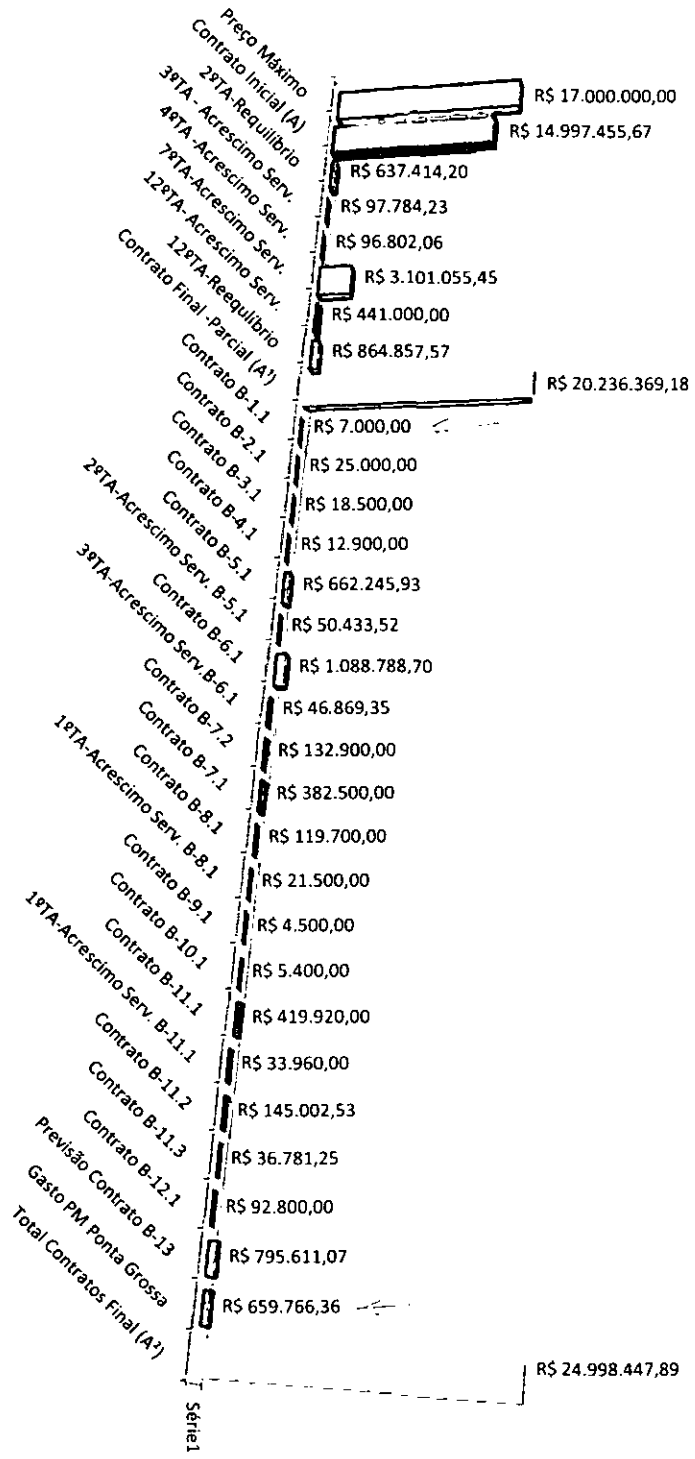 Preço Máximo
R$ 17.000.000,00
Contrato Inicial (A)
R$ 14.997.455,67
2ºTA-Requilíbrio
R$ 637.414,20
3ºTA - Acrescimo Serv.
R$ 97.784,23
4ºTA -Acrescimo Serv.
R$ 96.802,06
7ºTA-Acrescimo Serv.
R$ 3.101.055,45
12ºTA- Acrescimo Serv.
R$ 441.000,00
12ºTA-Reequlíbrio
R$ 864.857,57
Contrato Final -Parcial (A¹)
R$ 20.236.369,18
Contrato B-1.1
R$ 7.000,00
Contrato B-2.1
R$ 25.000,00
Contrato B-3.1
R$ 18.500,00
Contrato B-4.1
R$ 12.900,00
Contrato B-5.1
R$ 662.245,93
2ºTA-Acrescimo Serv. B-5.1
R$ 50.433,52
Contrato B-6.1
R$ 1.088.788,70
3ºTA-Acrescimo Serv.B-6.1
R$ 46.869,35
Contrato B-7.2
R$ 132.900,00
Contrato B-7.1
R$ 382.500,00
Contrato B-8.1
R$ 119.700,00
1ºTA-Acrescimo Serv. B-8.1
R$ 21.500,00
Contrato B-9.1
R$ 4.500,00
Contrato B-10.1
R$ 5.400,00
Contrato B-11.1
R$ 419.920,00
1ºTA-Acrescimo Serv. B-11.1
R$ 33.960,00
Contrato B-11.2
R$ 145.002,53
Contrato B-11.3
R$ 36.781,25
Contrato B-12.1
R$ 92.800,00
Previsão Contrato B-13
R$ 795.611,07
Gasto PM Ponta Grossa
R$ 659.766,36
Total Contratos Final (A²)
R$ 24.998.447,89
Série1